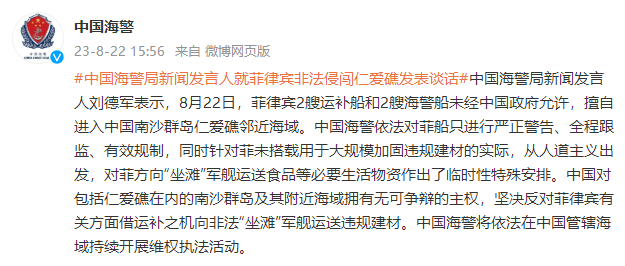 中国海警
23-8-22 15:56 来自 微博网页版
#中国海警局新闻发言人就菲律宾非法侵闯仁爱礁发表谈话#中国海警局新闻发言
人刘德军表示，8月22日，菲律宾2艘运补船和2艘海警船未经中国政府允许，擅自
进入中国南沙群岛仁爱礁邻近海域。中国海警依法对菲船只进行严正警告、全程跟
监、有效规制，同时针对菲未搭载用于大规模加固违规建材的实际，从人道主义出
发，对菲方向“坐滩”军舰运送食品等必要生活物资作出了临时性特殊安排。中国对
包括仁爱礁在内的南沙群岛及其附近海域拥有无可争辩的主权，坚决反对菲律宾有
关方面借运补之机向非法“坐滩”军舰运送违规建材。中国海警将依法在中国管辖海
域持续开展维权执法活动。